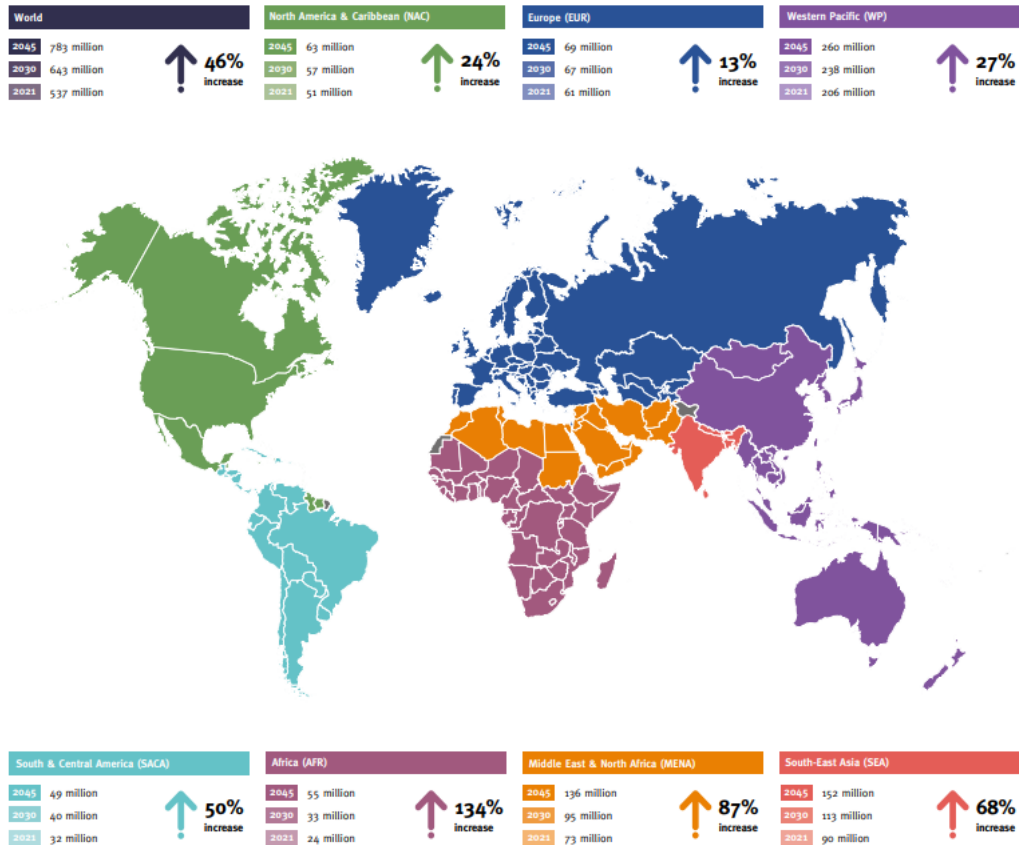 World
2045 783 million
2030 643 million
2021 537 million
46%
increase
North America & Caribbean (NAC)
2045 63 million
2030 57 million
2021 51 million
24%
increase
Europe (EUR)
2045 69 million
2030 67 million
2021 61 million
13%
increase
Western Pacific (WP)
2045 260 million
2030 238 million
2021 206 million
27%
increase
South & Central America (SACA)
2045 49 million
2030 40 million
2021 32 million
50%
increase
Africa (AFR)
2045 55 million
2030 33 million
2021 24 million
134%
increase
Middle East & North Africa (MENA)
2045 136 million
2030 95 million
2021 73 million
87%
increase
South-East Asia (SEA)
2045 152 million
2030 113 million
2021 90 million
68%
increase